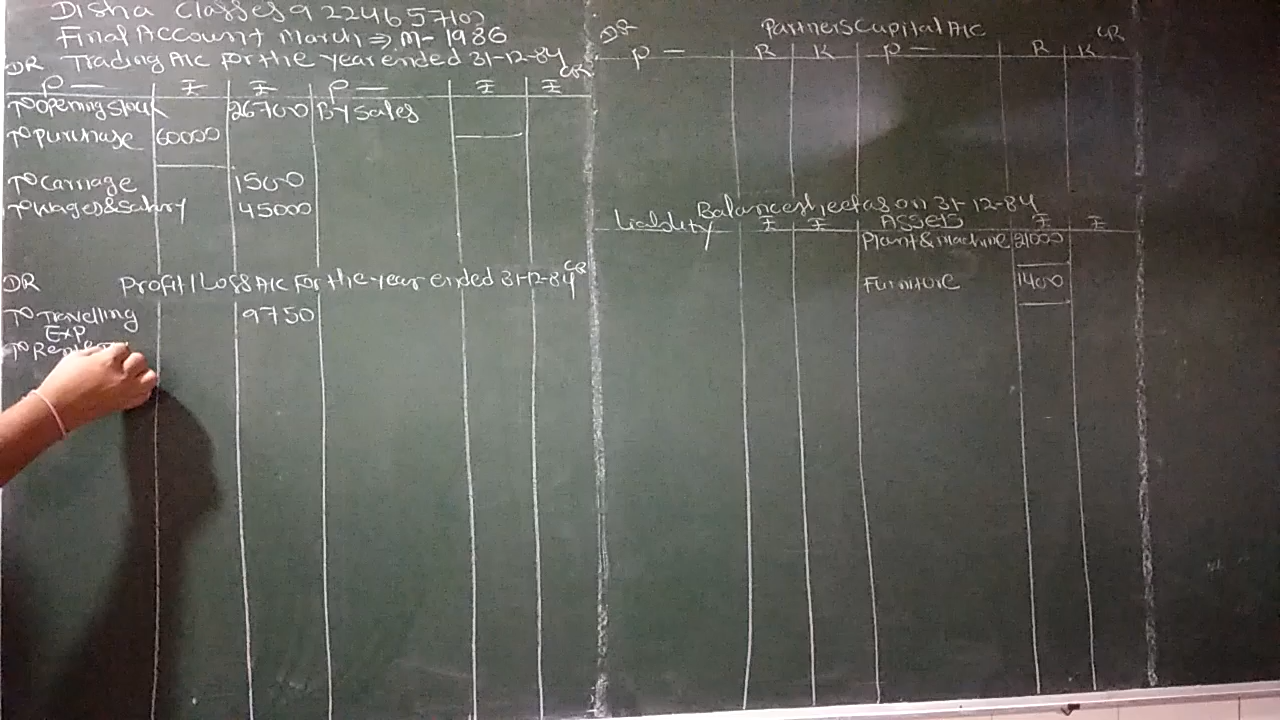 Disha Classes 9224657102
Final Account March ⇒ M-1986
DR Trading A/c For the year ended 31-12-84 CR
P — ₹ ₹ P — ₹ ₹
To opening stock 26700 By Sales
To purchase 60000
To Carriage 1500
To wages & Salary 45000
DR Profit/Loss A/c For the year ended 31-12-84 CR
To Travelling 9750
Exp
To
DR Partners Capital A/c CR
P — R K P — R K
Balance sheet as on 31-12-84
Liability ₹ ₹ Assets ₹ ₹
Plant & Machine 21000
Furniture 1400